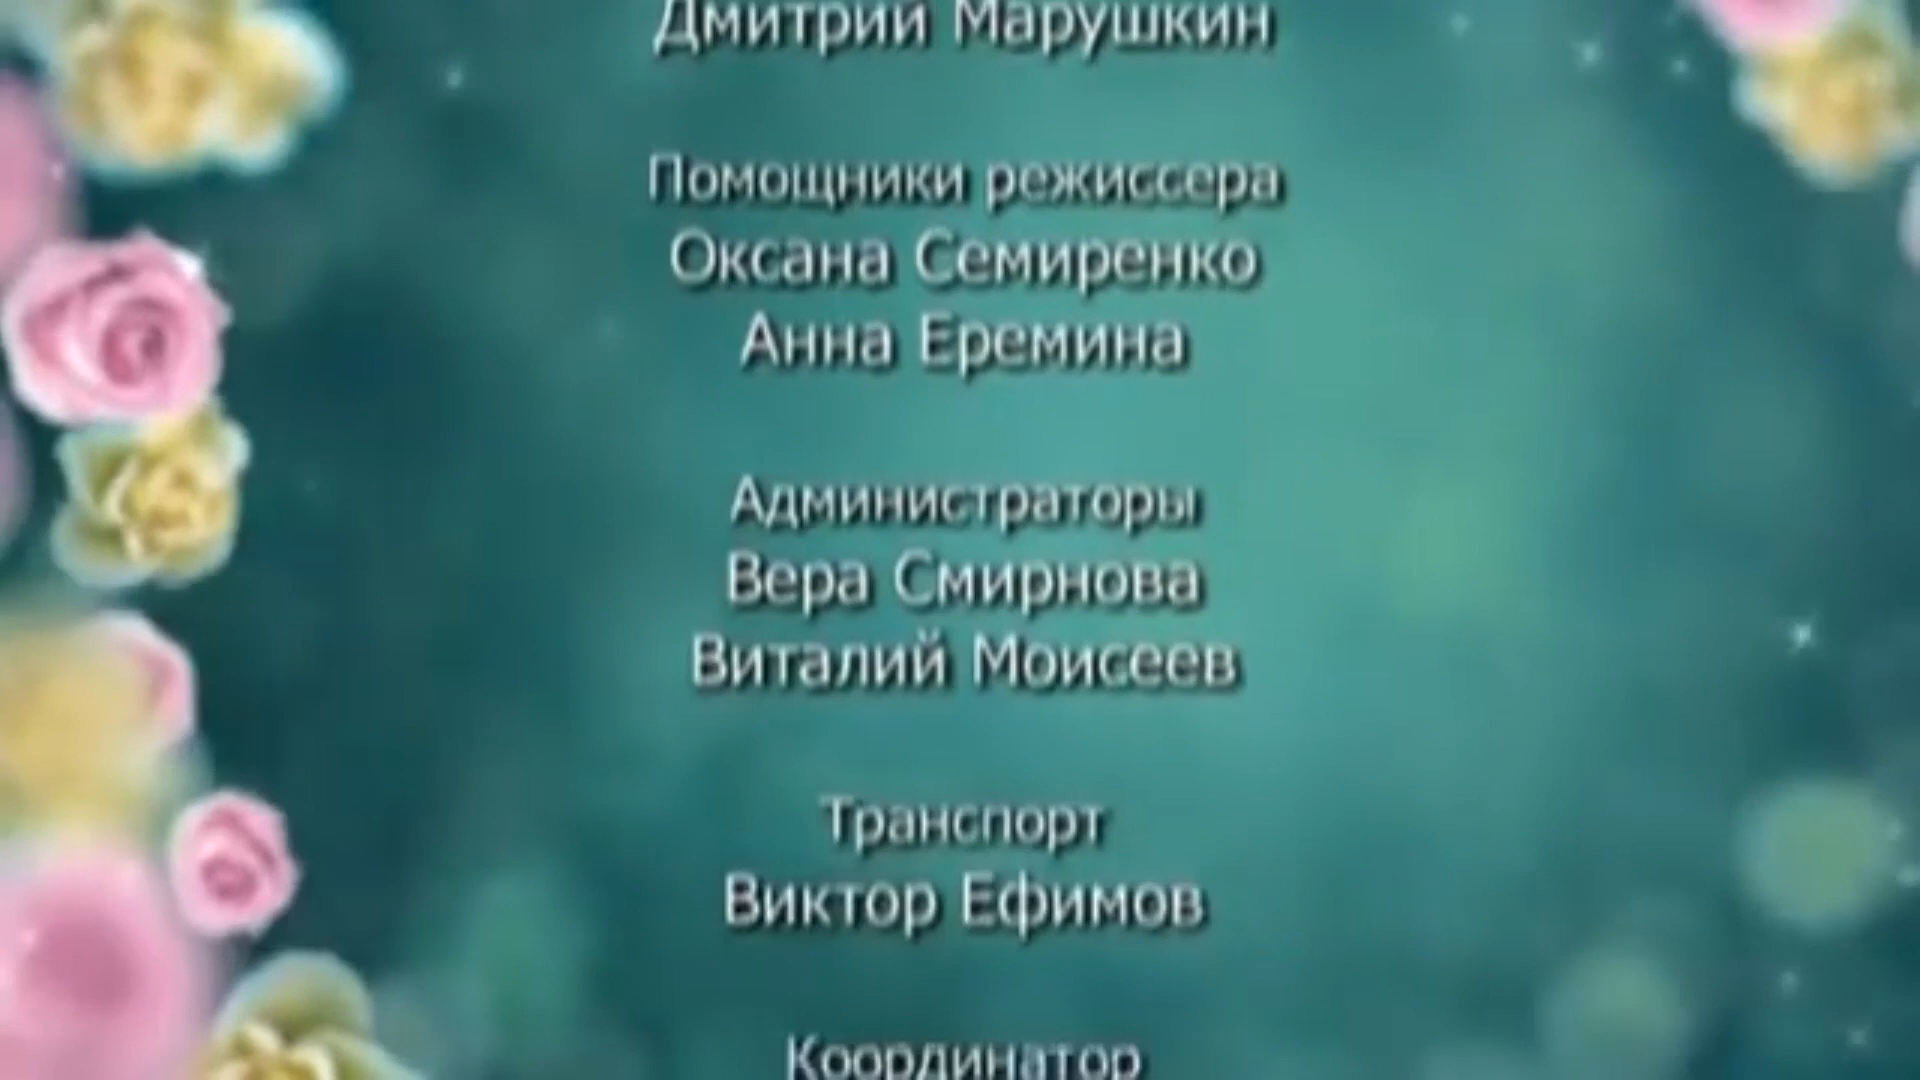 Дмитрий Марушкин
Помощники режиссера
Оксана Семиренко
Анна Еремина
Администраторы
Вера Смирнова
Виталий Моисеев
Транспорт
Виктор Ефимов
Координатор